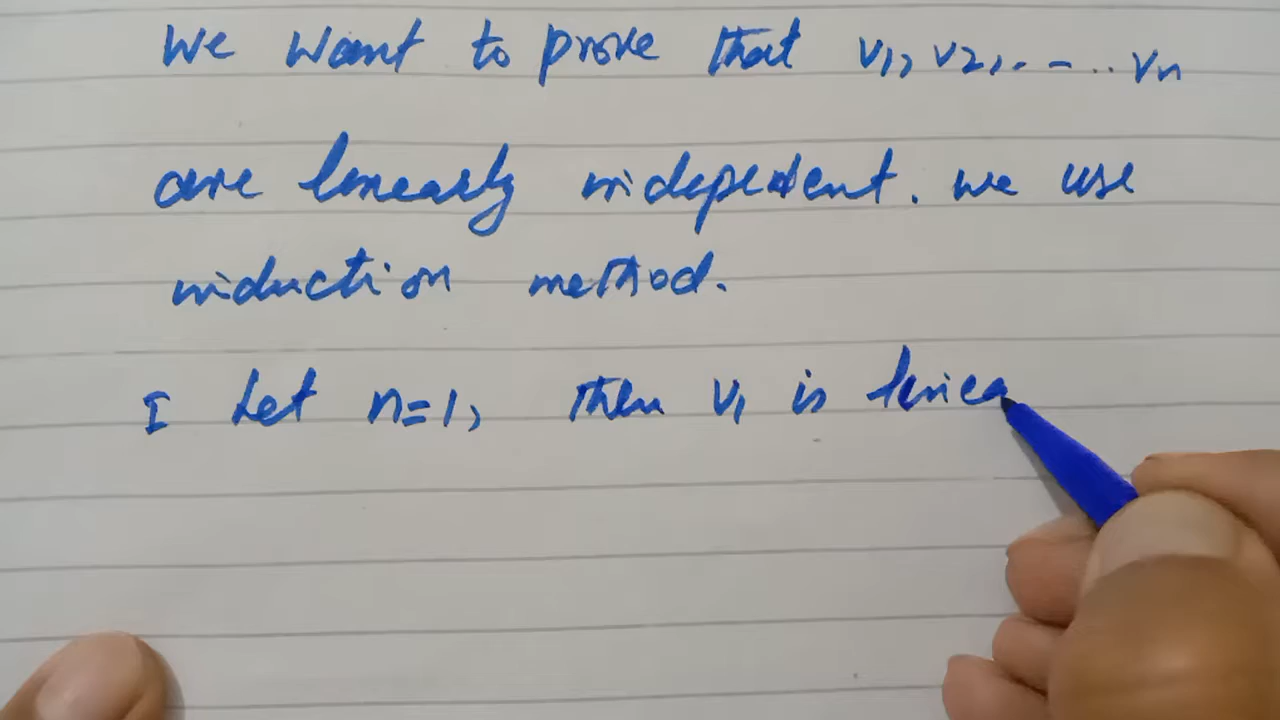 We want to prove that v1, v2, . - . . vn
are linearly independent. we use
induction method.
I Let n=1, then v1 is linea